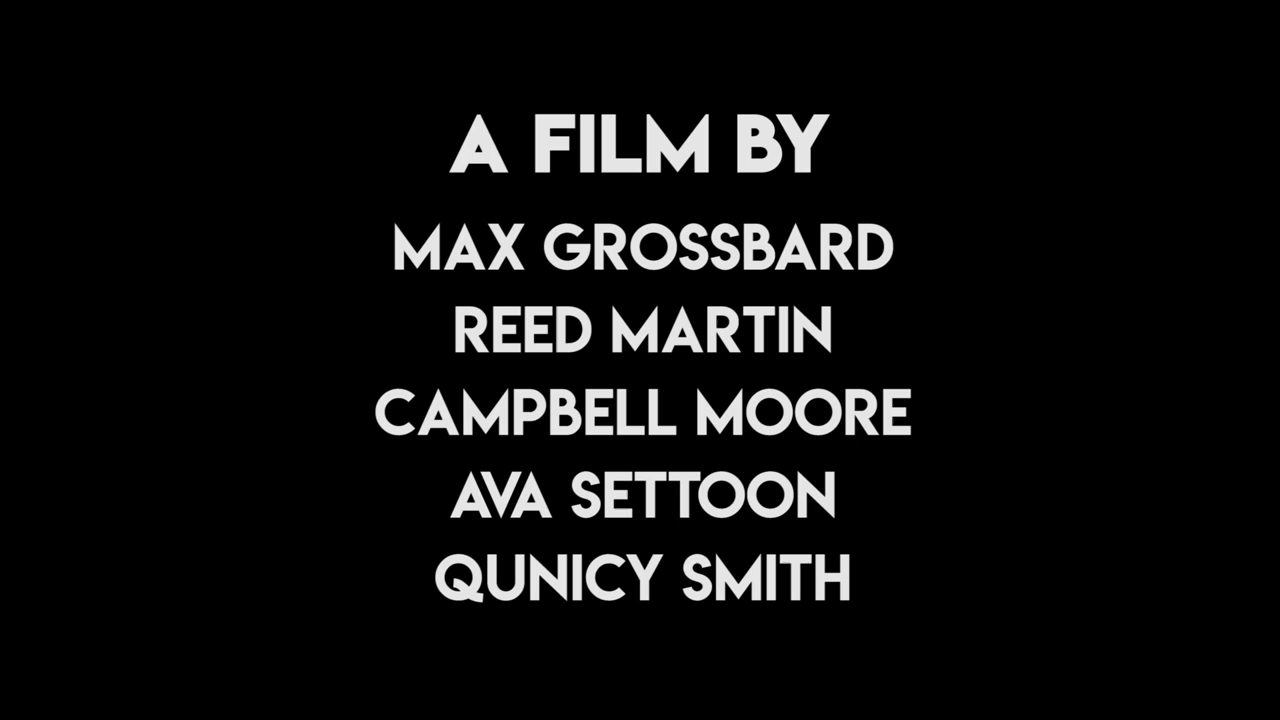 A FILM BY
MAX GROSSBARD
REED MARTIN
CAMPBELL MOORE
AVA SETTOON
QUNICY SMITH